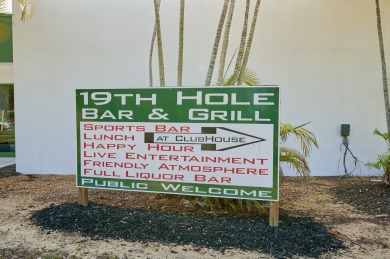 19th Hole
Bar & Grill
Sports Bar
Lunch at Clubhouse
Happy Hour
Live Entertainment
Friendly Atmosphere
Full Liquor Bar
Public Welcome